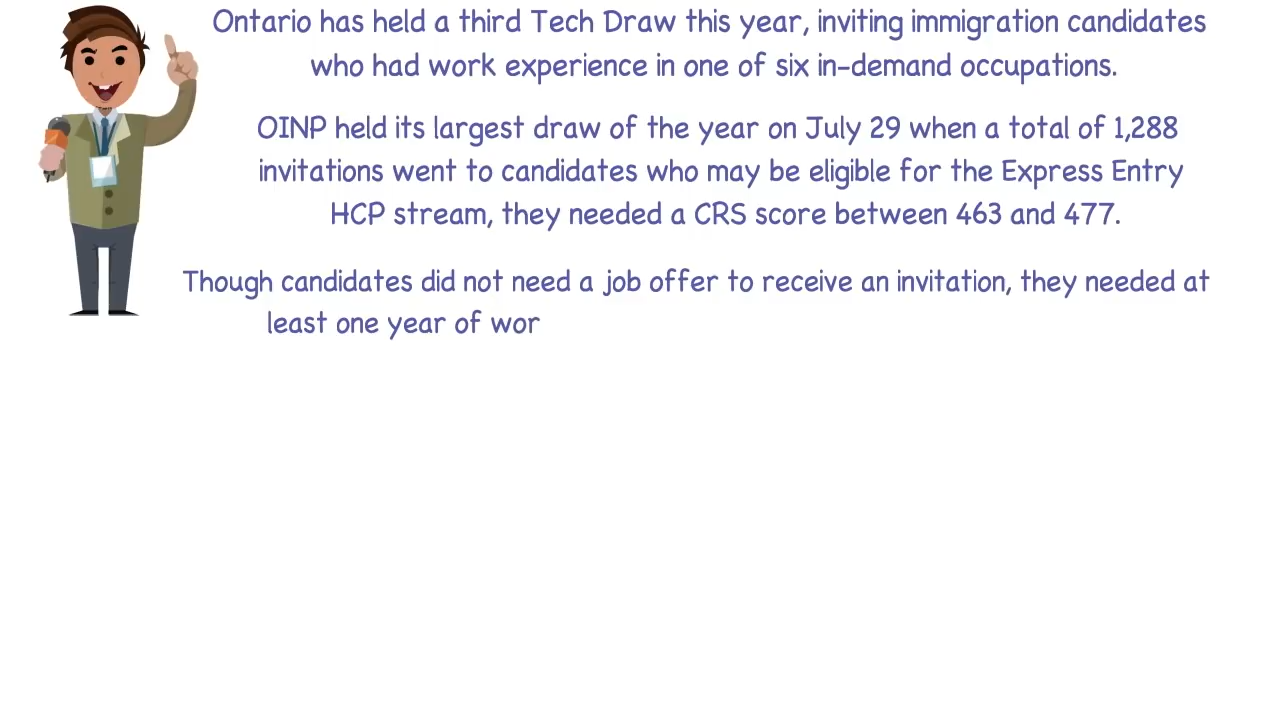 Ontario has held a third Tech Draw this year, inviting immigration candidates
who had work experience in one of six in-demand occupations.
OINP held its largest draw of the year on July 29 when a total of 1,288
invitations went to candidates who may be eligible for the Express Entry
HCP stream, they needed a CRS score between 463 and 477.
Though candidates did not need a job offer to receive an invitation, they needed at
least one year of wor